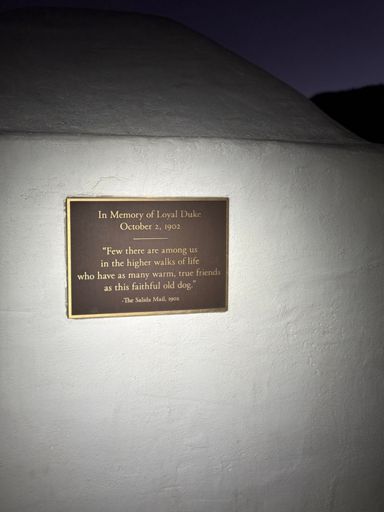 In Memory of Loyal Duke
October 2, 1902
“Few there are among us
in the higher walks of life
who have as many warm, true friends
as this faithful old dog.”
-The Salida Mail, 1902